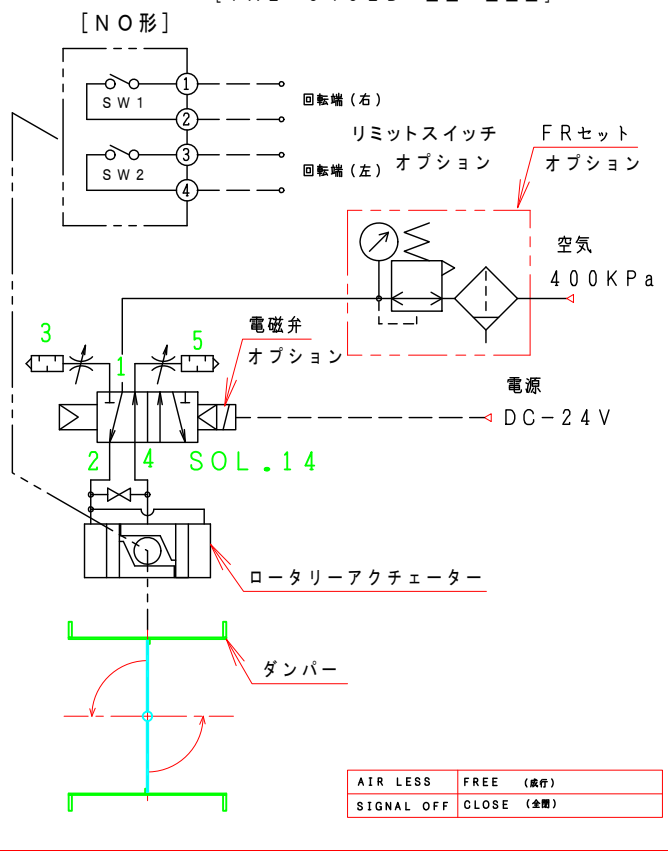 [NO形]
1
SW1
2
回転端(右)
3
SW2
4
回転端(左)
リミットスイッチ
オプション
FRセット
オプション
空気
400KPa
電磁弁
オプション
3
1
5
電源
DC-24V
2
4
SOL.14
ロータリーアクチェーター
ダンパー
AIR LESS FREE (成行)
SIGNAL OFF CLOSE (全閉)